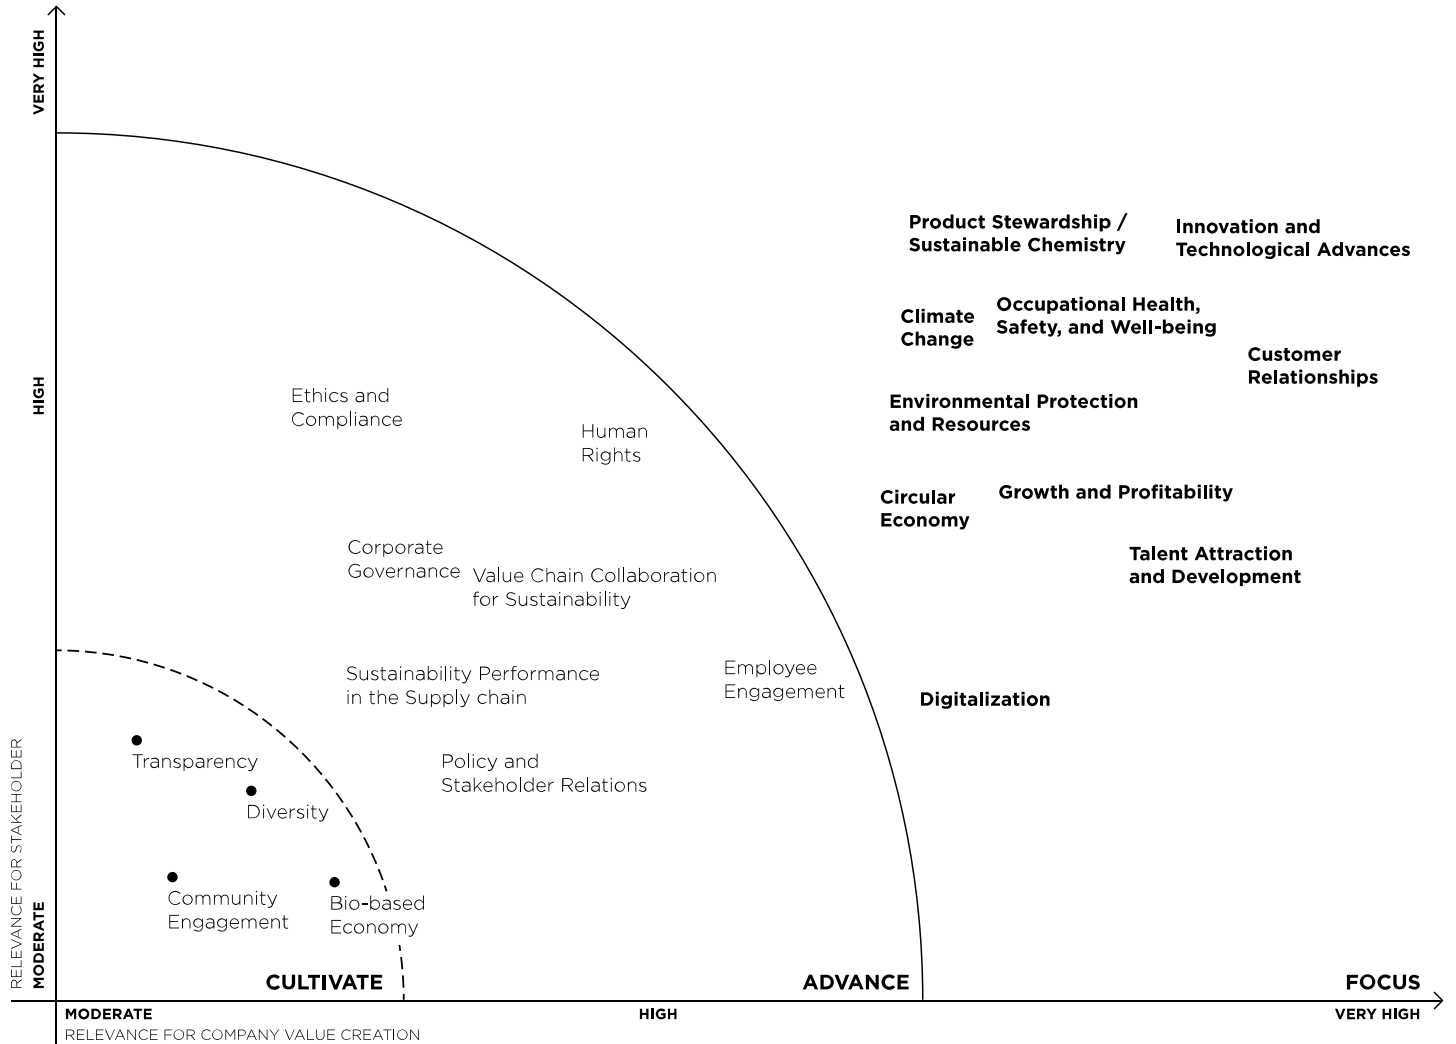 VERY HIGH
Product Stewardship /
Sustainable Chemistry
Innovation and
Technological Advances
Climate
Change
Occupational Health,
Safety, and Well-being
Customer
Relationships
HIGH
Ethics and
Compliance
Human
Rights
Environmental Protection
and Resources
Circular
Economy
Growth and Profitability
Corporate
Governance
Value Chain Collaboration
for Sustainability
Talent Attraction
and Development
Sustainability Performance
in the Supply chain
Employee
Engagement
Digitalization
Transparency
Diversity
Policy and
Stakeholder Relations
Community
Engagement
Bio-based
Economy
RELEVANCE FOR STAKEHOLDER
MODERATE
CULTIVATE
ADVANCE
FOCUS
MODERATE
HIGH
VERY HIGH
RELEVANCE FOR COMPANY VALUE CREATION